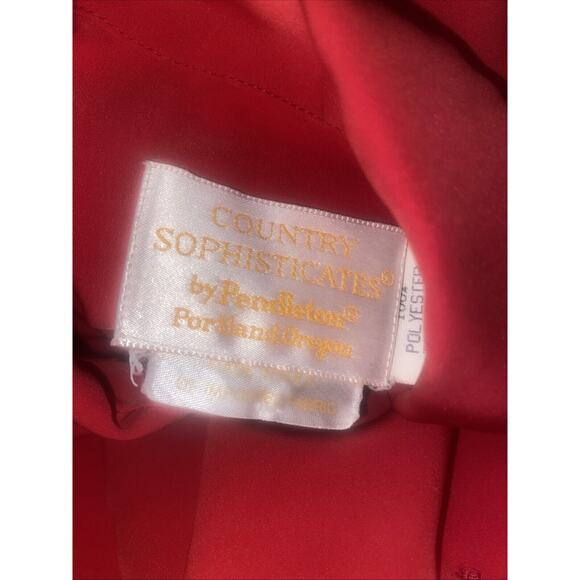 COUNTRY
SOPHISTICATES®
by Pendleton®
Portland, Oregon
100%
POLYESTER